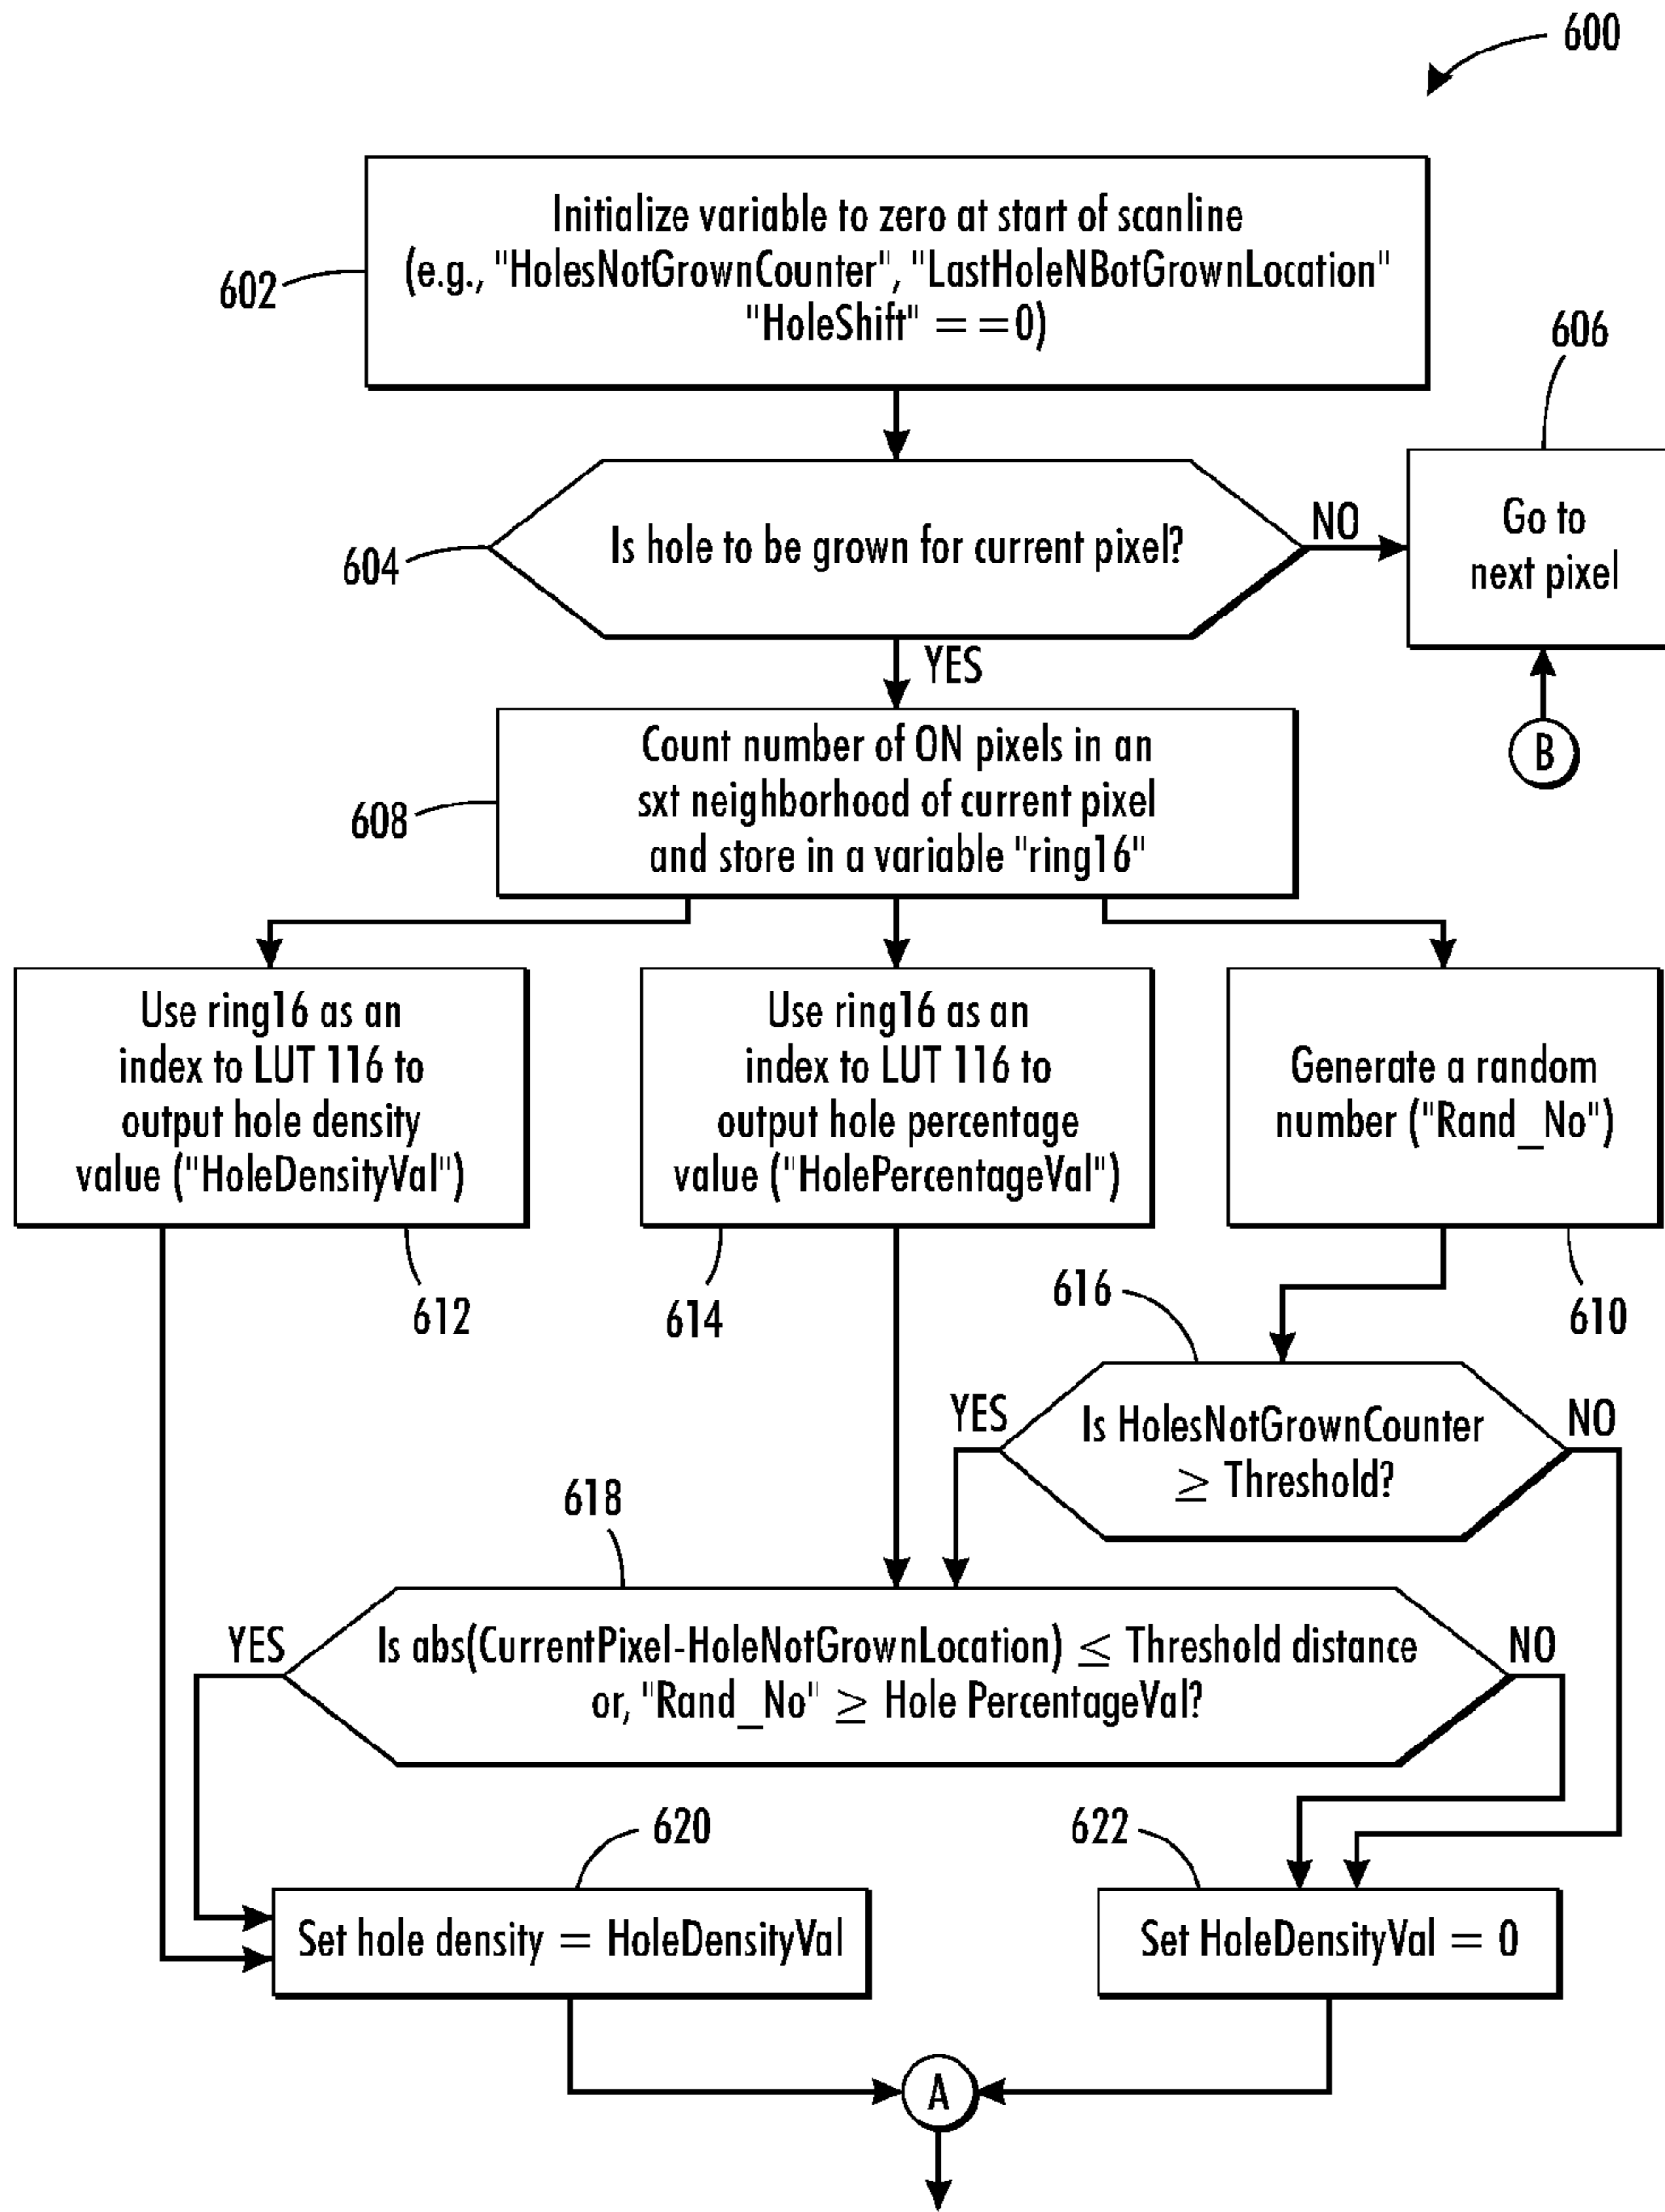 600
Initialize variable to zero at start of scanline
(e.g., "HolesNotGrownCounter", "LastHoleNBotGrownLocation"
"HoleShift" ==0)
602
606
Is hole to be grown for current pixel?
604
NO
Go to
next pixel
YES
B
Count number of ON pixels in an
sxt neighborhood of current pixel
and store in a variable "ring16"
608
Use ring16 as an
index to LUT 116 to
output hole density
value ("HoleDensityVal")
Use ring16 as an
index to LUT 116 to
output hole percentage
value ("HolePercentageVal")
Generate a random
number ("Rand_No")
612
614
616
610
YES
Is HolesNotGrownCounter
≥ Threshold?
NO
618
YES
Is abs(CurrentPixel-HoleNotGrownLocation) ≤ Threshold distance
or, "Rand_No" ≥ Hole PercentageVal?
NO
620
622
Set hole density = HoleDensityVal
Set HoleDensityVal = 0
A